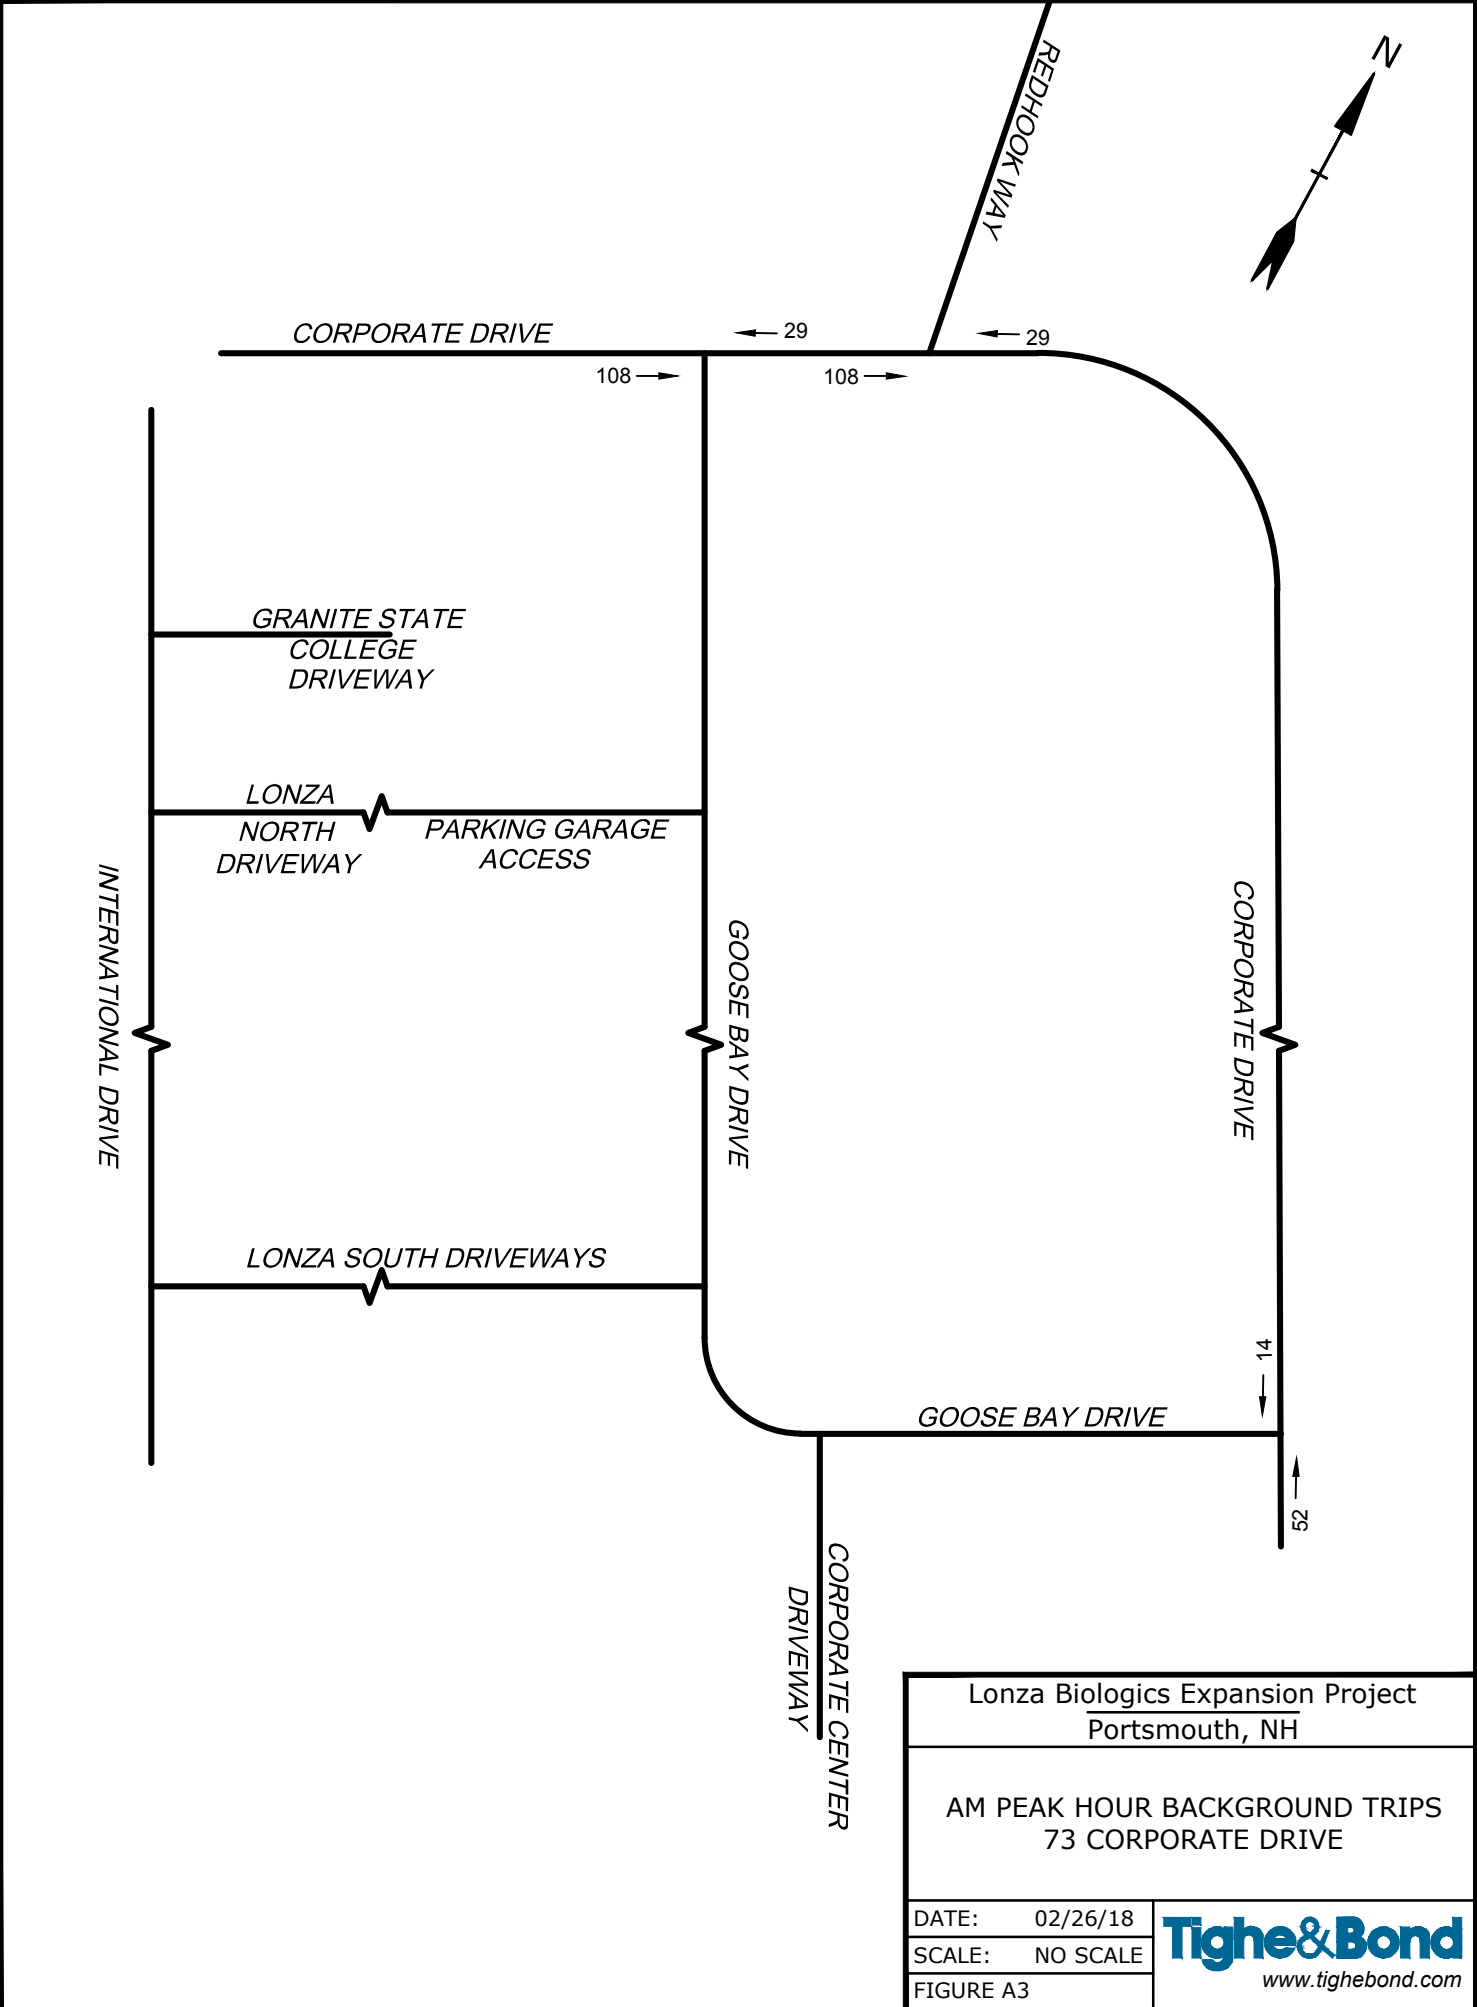 N
REDHOOK WAY
CORPORATE DRIVE
29
29
108
108
GRANITE STATE
COLLEGE
DRIVEWAY
LONZA
NORTH
DRIVEWAY
PARKING GARAGE
ACCESS
INTERNATIONAL DRIVE
GOOSE BAY DRIVE
CORPORATE DRIVE
LONZA SOUTH DRIVEWAYS
14
GOOSE BAY DRIVE
52
CORPORATE CENTER
DRIVEWAY
Lonza Biologics Expansion Project
Portsmouth, NH
AM PEAK HOUR BACKGROUND TRIPS
73 CORPORATE DRIVE
DATE: 02/26/18
SCALE: NO SCALE
FIGURE A3
Tighe&Bond
www.tighebond.com